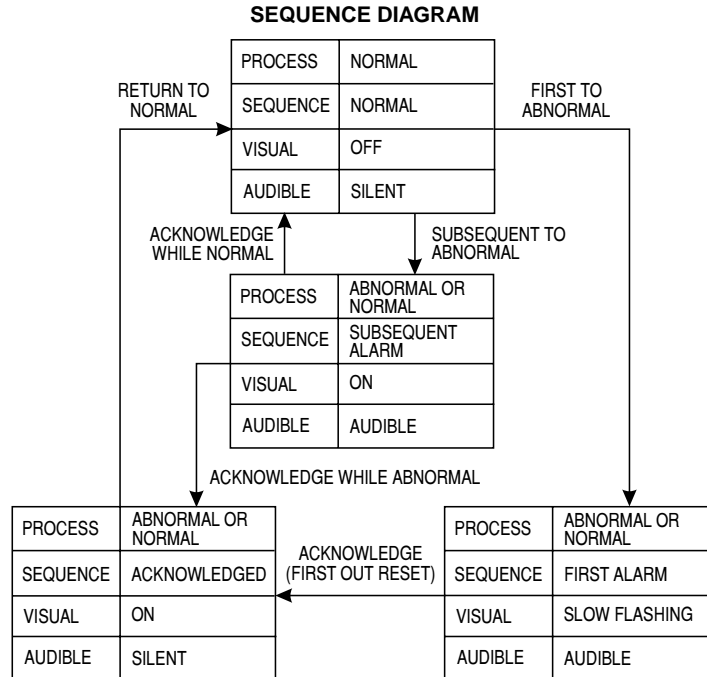 SEQUENCE DIAGRAM
PROCESS NORMAL
SEQUENCE NORMAL
VISUAL OFF
AUDIBLE SILENT
RETURN TO
NORMAL
FIRST TO
ABNORMAL
ACKNOWLEDGE
WHILE NORMAL
SUBSEQUENT TO
ABNORMAL
PROCESS ABNORMAL OR
NORMAL
SEQUENCE SUBSEQUENT
ALARM
VISUAL ON
AUDIBLE AUDIBLE
ACKNOWLEDGE WHILE ABNORMAL
PROCESS ABNORMAL OR
NORMAL
SEQUENCE ACKNOWLEDGED
VISUAL ON
AUDIBLE SILENT
ACKNOWLEDGE
(FIRST OUT RESET)
PROCESS ABNORMAL OR
NORMAL
SEQUENCE FIRST ALARM
VISUAL SLOW FLASHING
AUDIBLE AUDIBLE